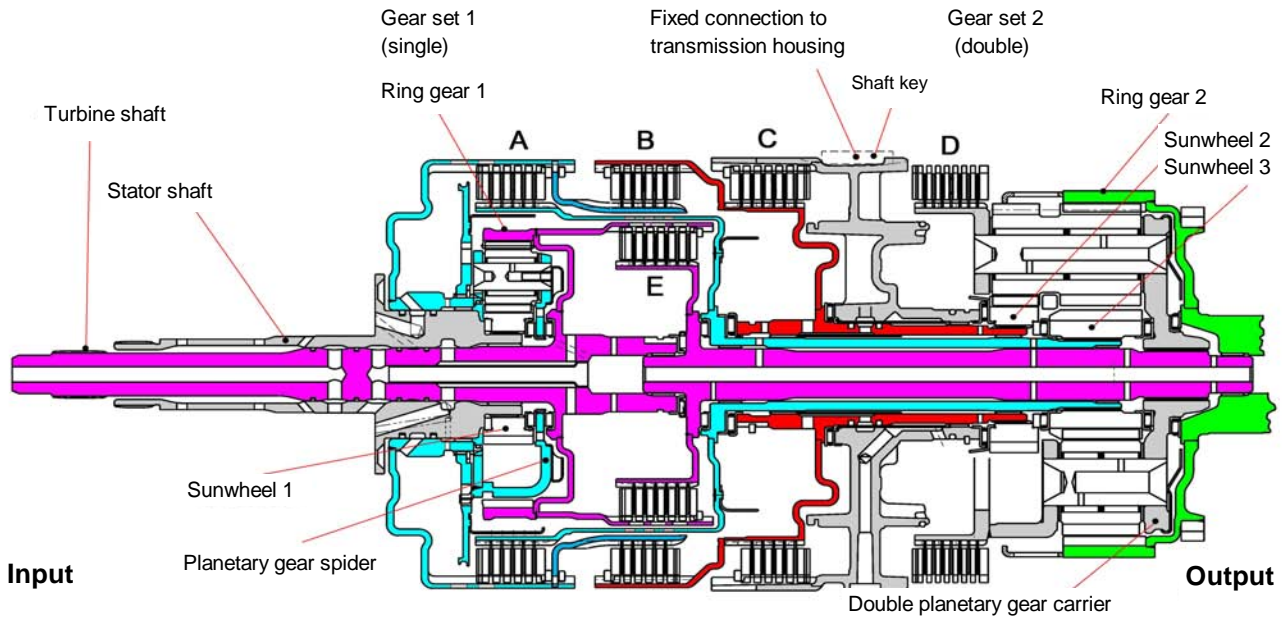 Gear set 1
(single)
Fixed connection to
transmission housing
Gear set 2
(double)
Ring gear 1
Shaft key
Ring gear 2
Turbine shaft
Sunwheel 2
Sunwheel 3
A
B
C
D
Stator shaft
E
Sunwheel 1
Planetary gear spider
Input
Output
Double planetary gear carrier